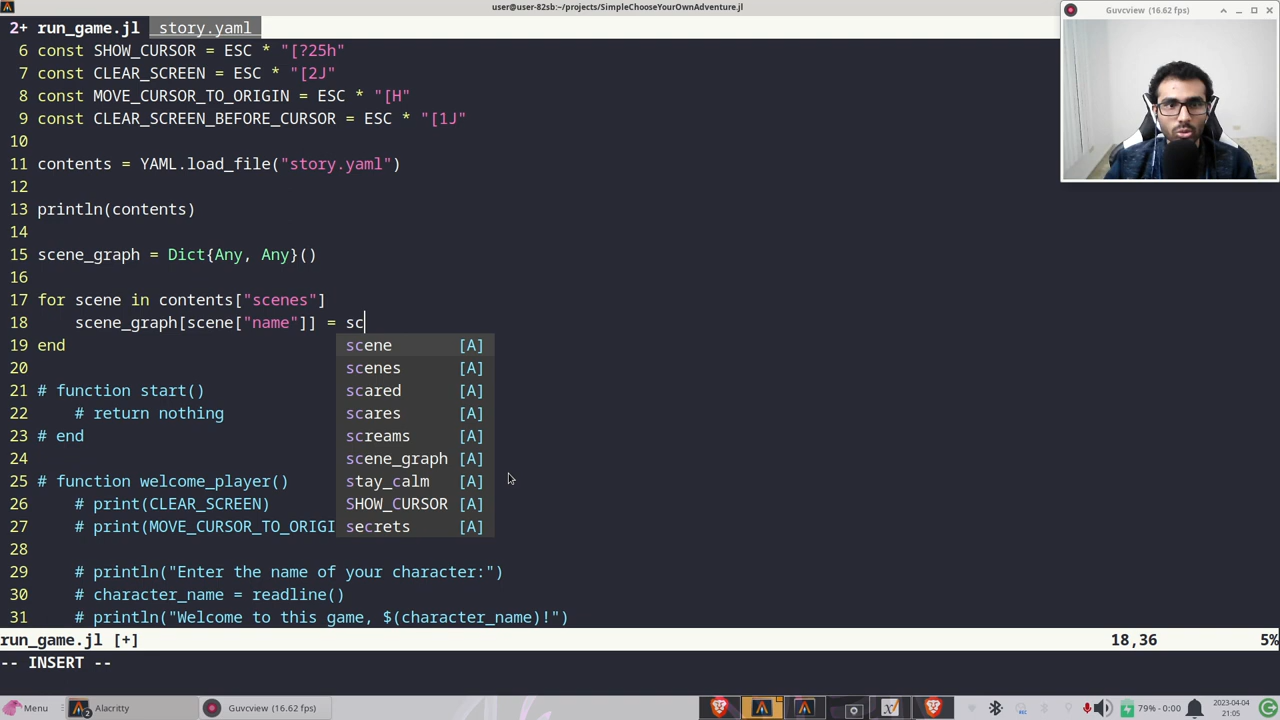 user@user-82sb:~/projects/SimpleChooseYourOwnAdventure.jl
Guvcview (16.62 fps)
2+ run_game.jl story.yaml
6 const SHOW_CURSOR = ESC * "[?25h"
7 const CLEAR_SCREEN = ESC * "[2J"
8 const MOVE_CURSOR_TO_ORIGIN = ESC * "[H"
9 const CLEAR_SCREEN_BEFORE_CURSOR = ESC * "[1J"
10
11 contents = YAML.load_file("story.yaml")
12
13 println(contents)
14
15 scene_graph = Dict{Any, Any}()
16
17 for scene in contents["scenes"]
18 scene_graph[scene["name"]] = sc
19 end
scene [A]
20
scenes [A]
21 # function start()
scared [A]
22 # return nothing
scares [A]
23 # end
screams [A]
24
scene_graph [A]
25 # function welcome_player()
stay_calm [A]
26 # print(CLEAR_SCREEN)
SHOW_CURSOR [A]
27 # print(MOVE_CURSOR_TO_ORIGI
secrets [A]
28
29 # println("Enter the name of your character:")
30 # character_name = readline()
31 # println("Welcome to this game, $(character_name)!")
run_game.jl [+] 18,36 5%
-- INSERT --
Menu Alacritty Guvcview (16.62 fps) 79% - 0:00 2023-04-04
21:05